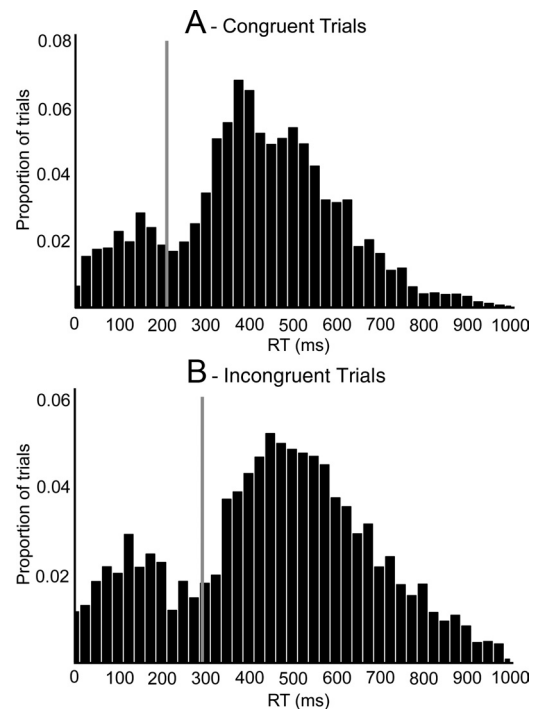 A - Congruent Trials
0.08
0.06
0.04
0.02
Proportion of trials
0 100 200 300 400 500 600 700 800 900 1000
RT (ms)
B - Incongruent Trials
0.06
0.04
0.02
Proportion of trials
0 100 200 300 400 500 600 700 800 900 1000
RT (ms)